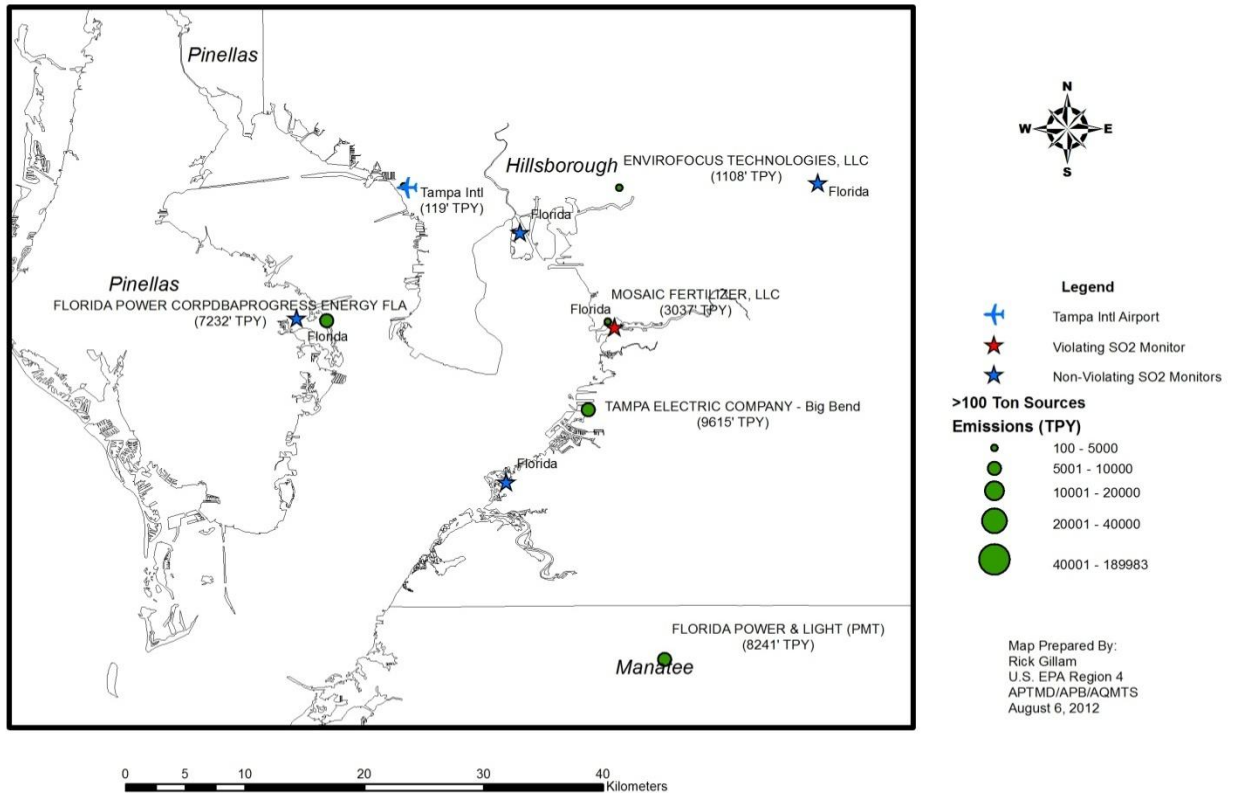 Pinellas
Hillsborough
ENVIROFOCUS TECHNOLOGIES, LLC
(1108' TPY)
Florida
Tampa Intl
(119' TPY)
Florida
Pinellas
FLORIDA POWER CORPDBAPROGRESS ENERGY FLA
(7232' TPY)
Florida
MOSAIC FERTILIZER, LLC
(3037' TPY)
Florida
TAMPA ELECTRIC COMPANY - Big Bend
(9615' TPY)
Florida
FLORIDA POWER & LIGHT (PMT)
(8241' TPY)
Manatee
0 5 10 20 30 40
Kilometers
N
W E
S
Legend
Tampa Intl Airport
Violating SO2 Monitor
Non-Violating SO2 Monitors
>100 Ton Sources
Emissions (TPY)
100 - 5000
5001 - 10000
10001 - 20000
20001 - 40000
40001 - 189983
Map Prepared By:
Rick Gillam
U.S. EPA Region 4
APTMD/APB/AQMTS
August 6, 2012